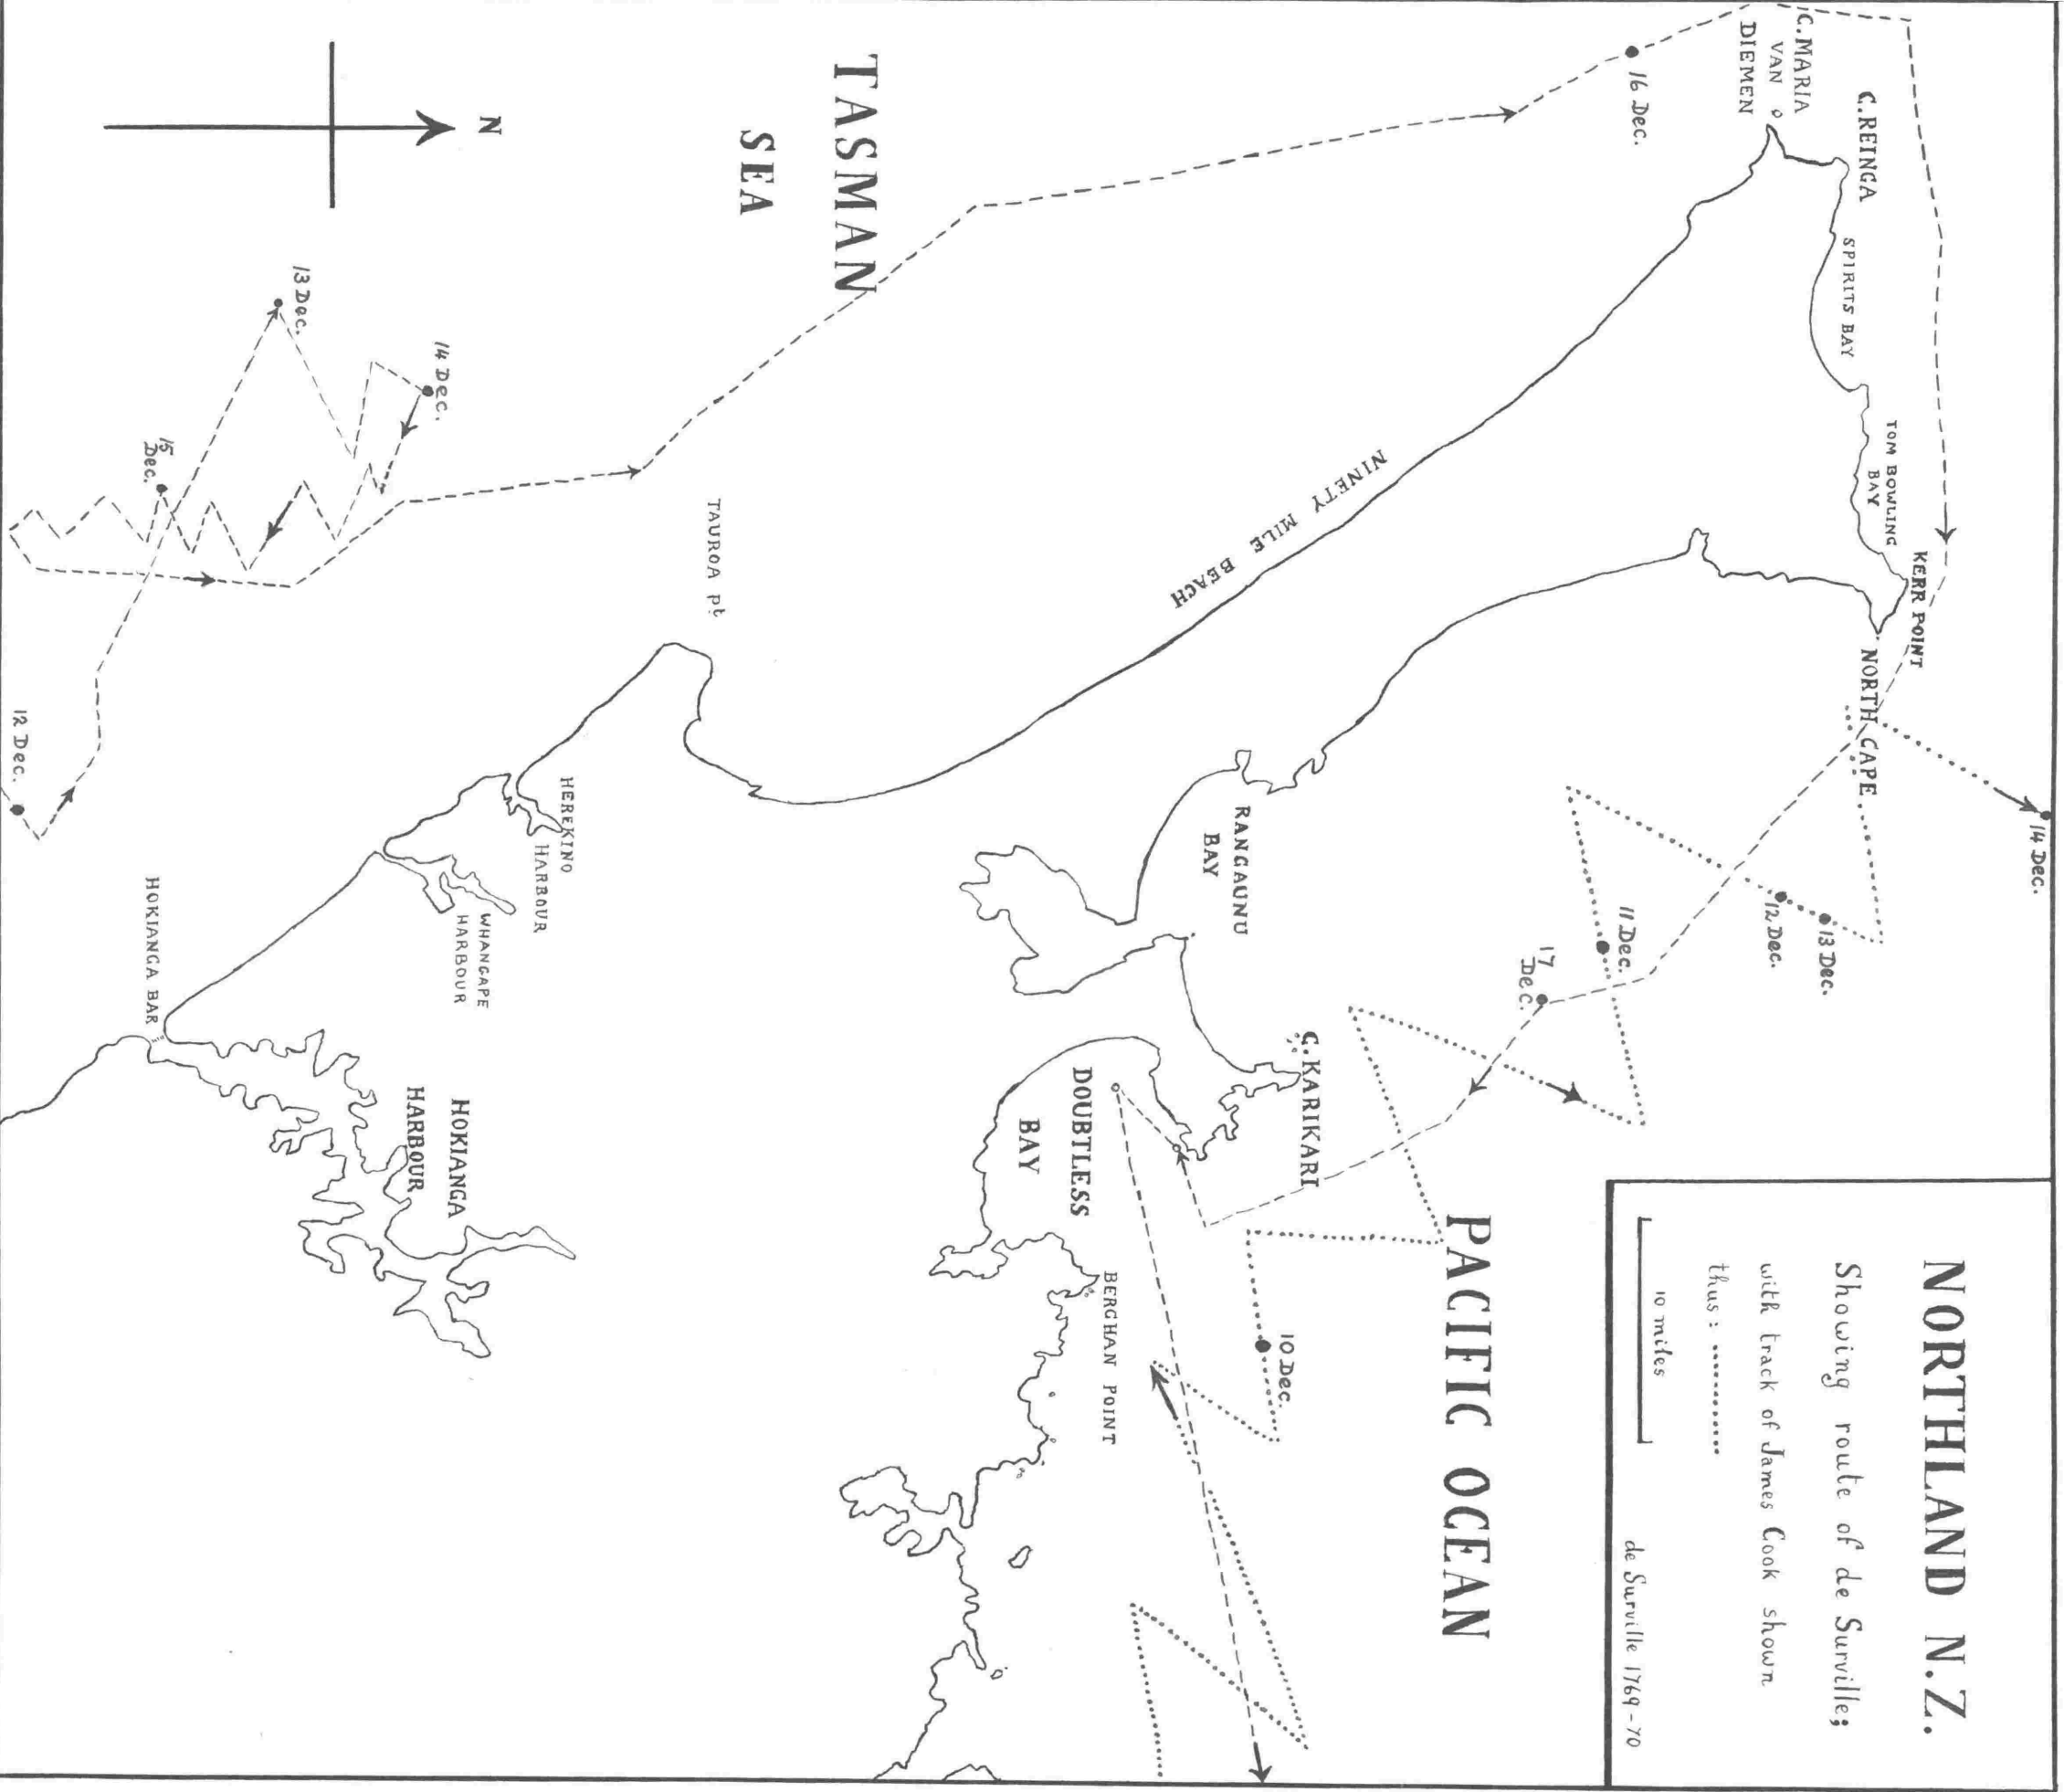 NORTHLAND N.Z.
Showing route of de Surville;
with track of James Cook shown
thus: ..........
10 miles
de Surville 1769-70
14 Dec.
C. MARIA
VAN
DIEMEN
C. REINGA
SPIRITS BAY
TOM BOWLING
BAY
KERR POINT
NORTH CAPE
16 Dec.
13 Dec.
12 Dec.
11 Dec.
17
Dec.
NINETY MILE BEACH
PACIFIC OCEAN
C. KARIKARI
10 Dec.
RANGAUNU
BAY
DOUBTLESS
BAY
BERGHAN POINT
TASMAN
SEA
TAUROA pt
N
HEREKINO
HARBOUR
WHANGAPE
HARBOUR
HOKIANGA
HARBOUR
14 Dec.
13 Dec.
15
Dec.
HOKIANGA BAR
12 Dec.